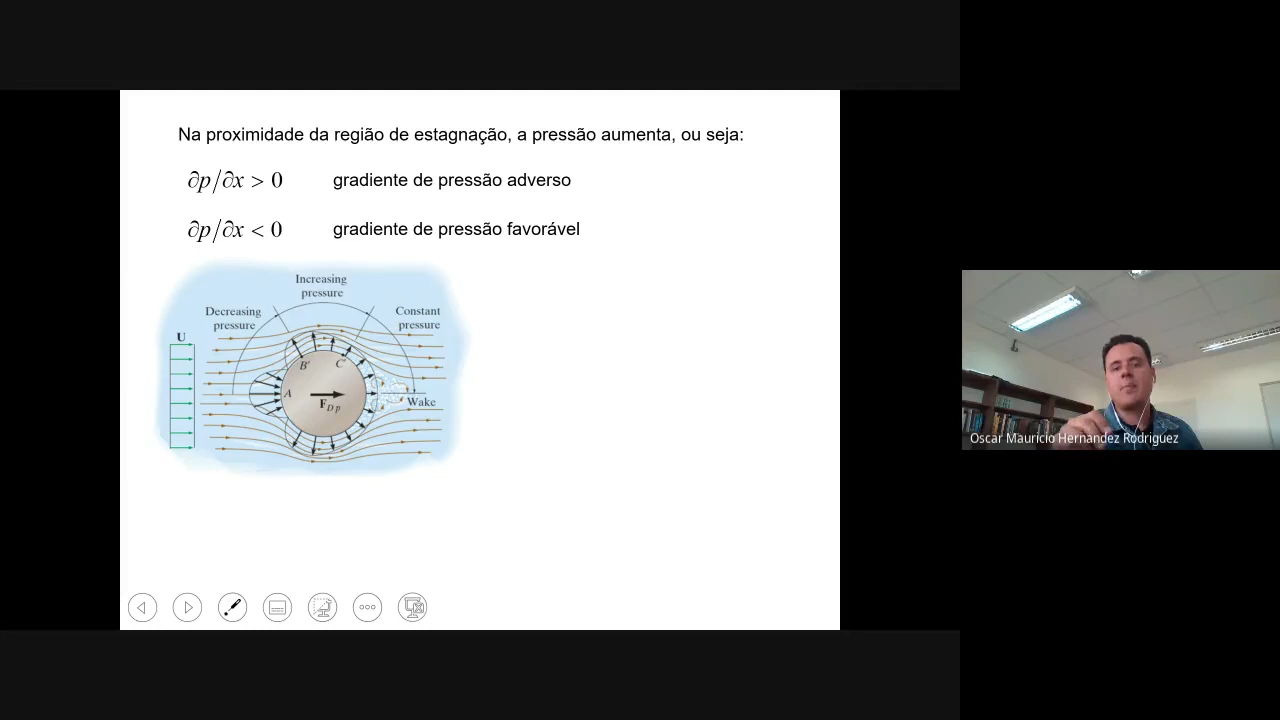 Na proximidade da região de estagnação, a pressão aumenta, ou seja:
∂p/∂x > 0 gradiente de pressão adverso
∂p/∂x < 0 gradiente de pressão favorável
Increasing
pressure
Decreasing
pressure
Constant
pressure
U
B'
C'
A
F_{D p}
Wake
Oscar Mauricio Hernandez Rodriguez